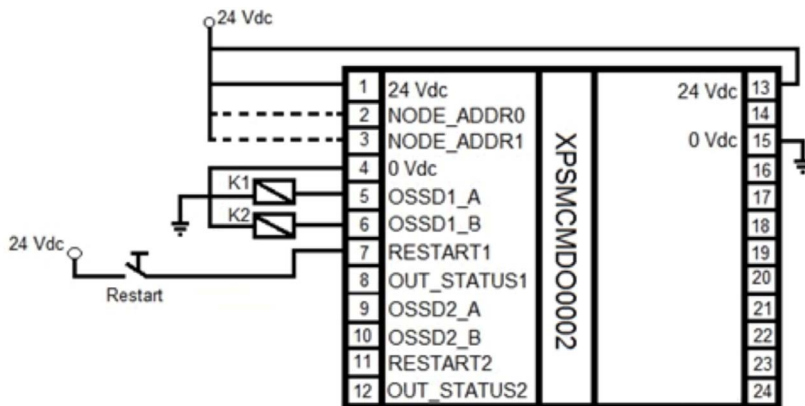 24 Vdc
1 24 Vdc
2 NODE_ADDR0
3 NODE_ADDR1
4 0 Vdc
K1
5 OSSD1_A
K2
6 OSSD1_B
24 Vdc
7 RESTART1
Restart
8 OUT_STATUS1
9 OSSD2_A
10 OSSD2_B
11 RESTART2
12 OUT_STATUS2
XPSMCMDO0002
24 Vdc 13
14
0 Vdc 15
16
17
18
19
20
21
22
23
24